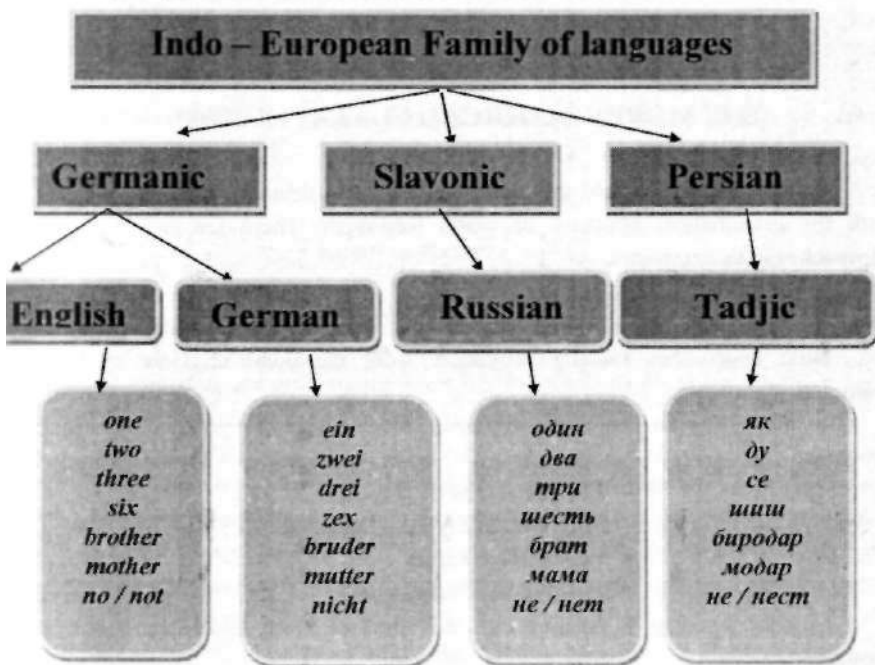 Indo – European Family of languages
Germanic
Slavonic
Persian
English
German
Russian
Tadjic
one
two
three
six
brother
mother
no / not
ein
zwei
drei
zex
bruder
mutter
nicht
один
два
три
шесть
брат
мама
не / нет
як
ду
се
шиш
биродар
модар
не / нест